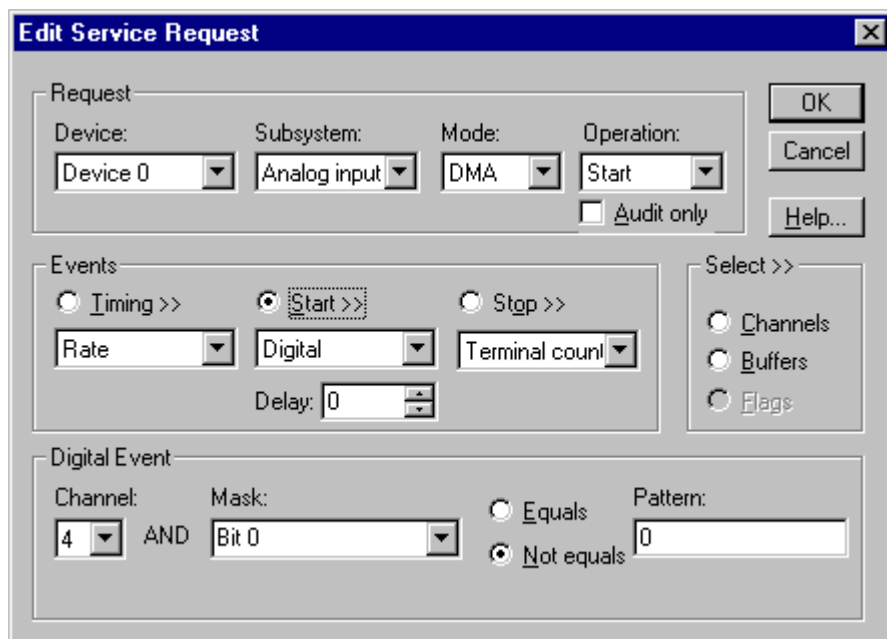 Edit Service Request
Request
Device: Subsystem: Mode: Operation:
Device 0 Analog input DMA Start
Audit only
OK
Cancel
Help...
Events
Timing >> Start >> Stop >>
Rate Digital Terminal count
Delay: 0
Select >>
Channels
Buffers
Flags
Digital Event
Channel: Mask: Pattern:
4 AND Bit 0 Equals 0
Not equals